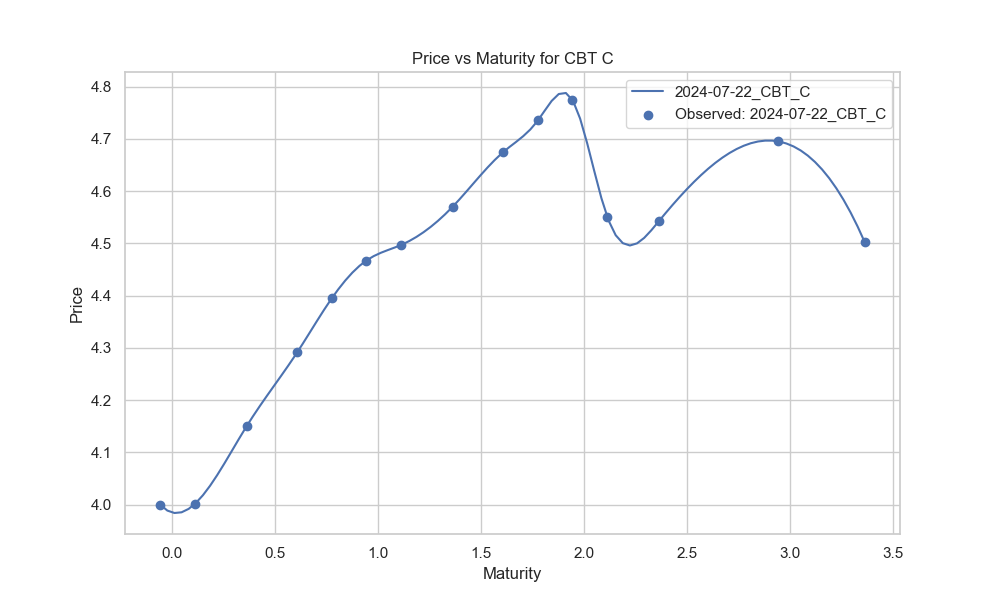 Price vs Maturity for CBT C
2024-07-22_CBT_C
Observed: 2024-07-22_CBT_C
4.8
4.7
4.6
4.5
4.4
4.3
4.2
4.1
4.0
Price
0.0 0.5 1.0 1.5 2.0 2.5 3.0 3.5
Maturity